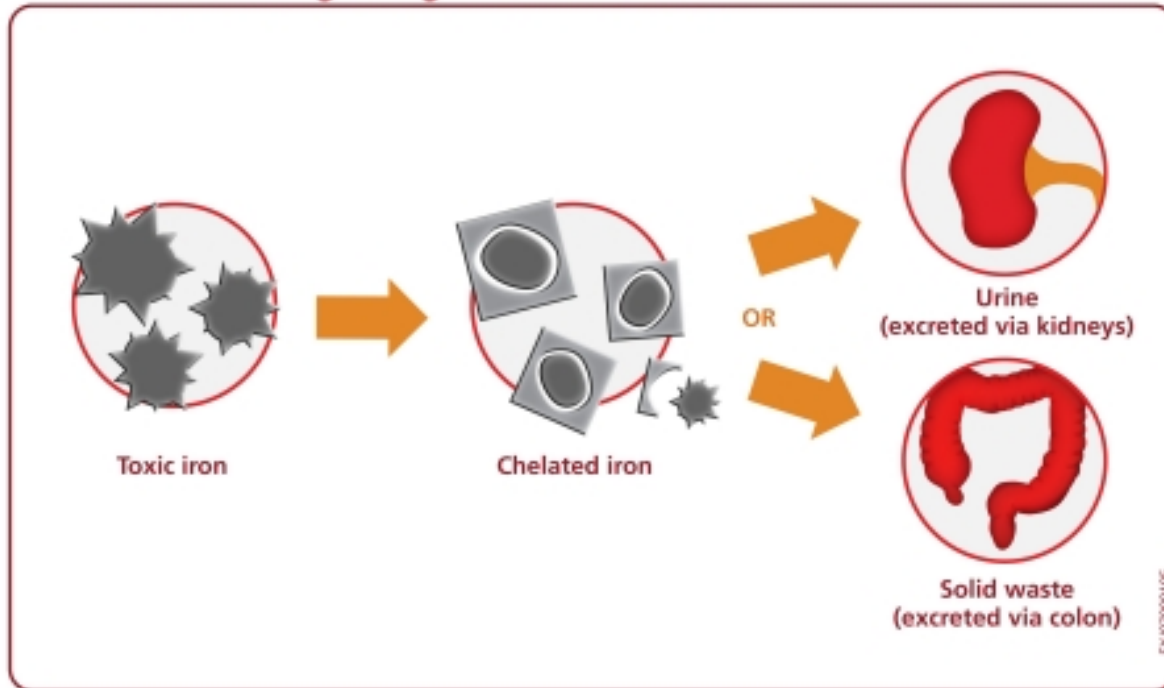 Toxic iron
Chelated iron
OR
Urine
(excreted via kidneys)
Solid waste
(excreted via colon)